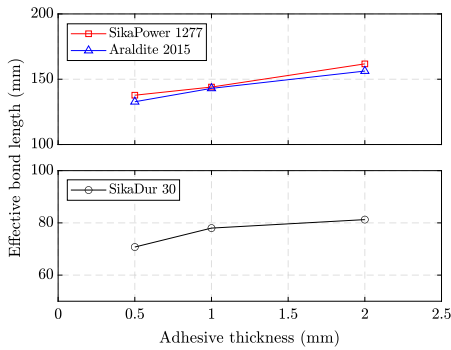 200
150
100
SikaPower 1277
Araldite 2015
Effective bond length (mm)
100
80
60
SikaDur 30
0 0.5 1 1.5 2 2.5
Adhesive thickness (mm)